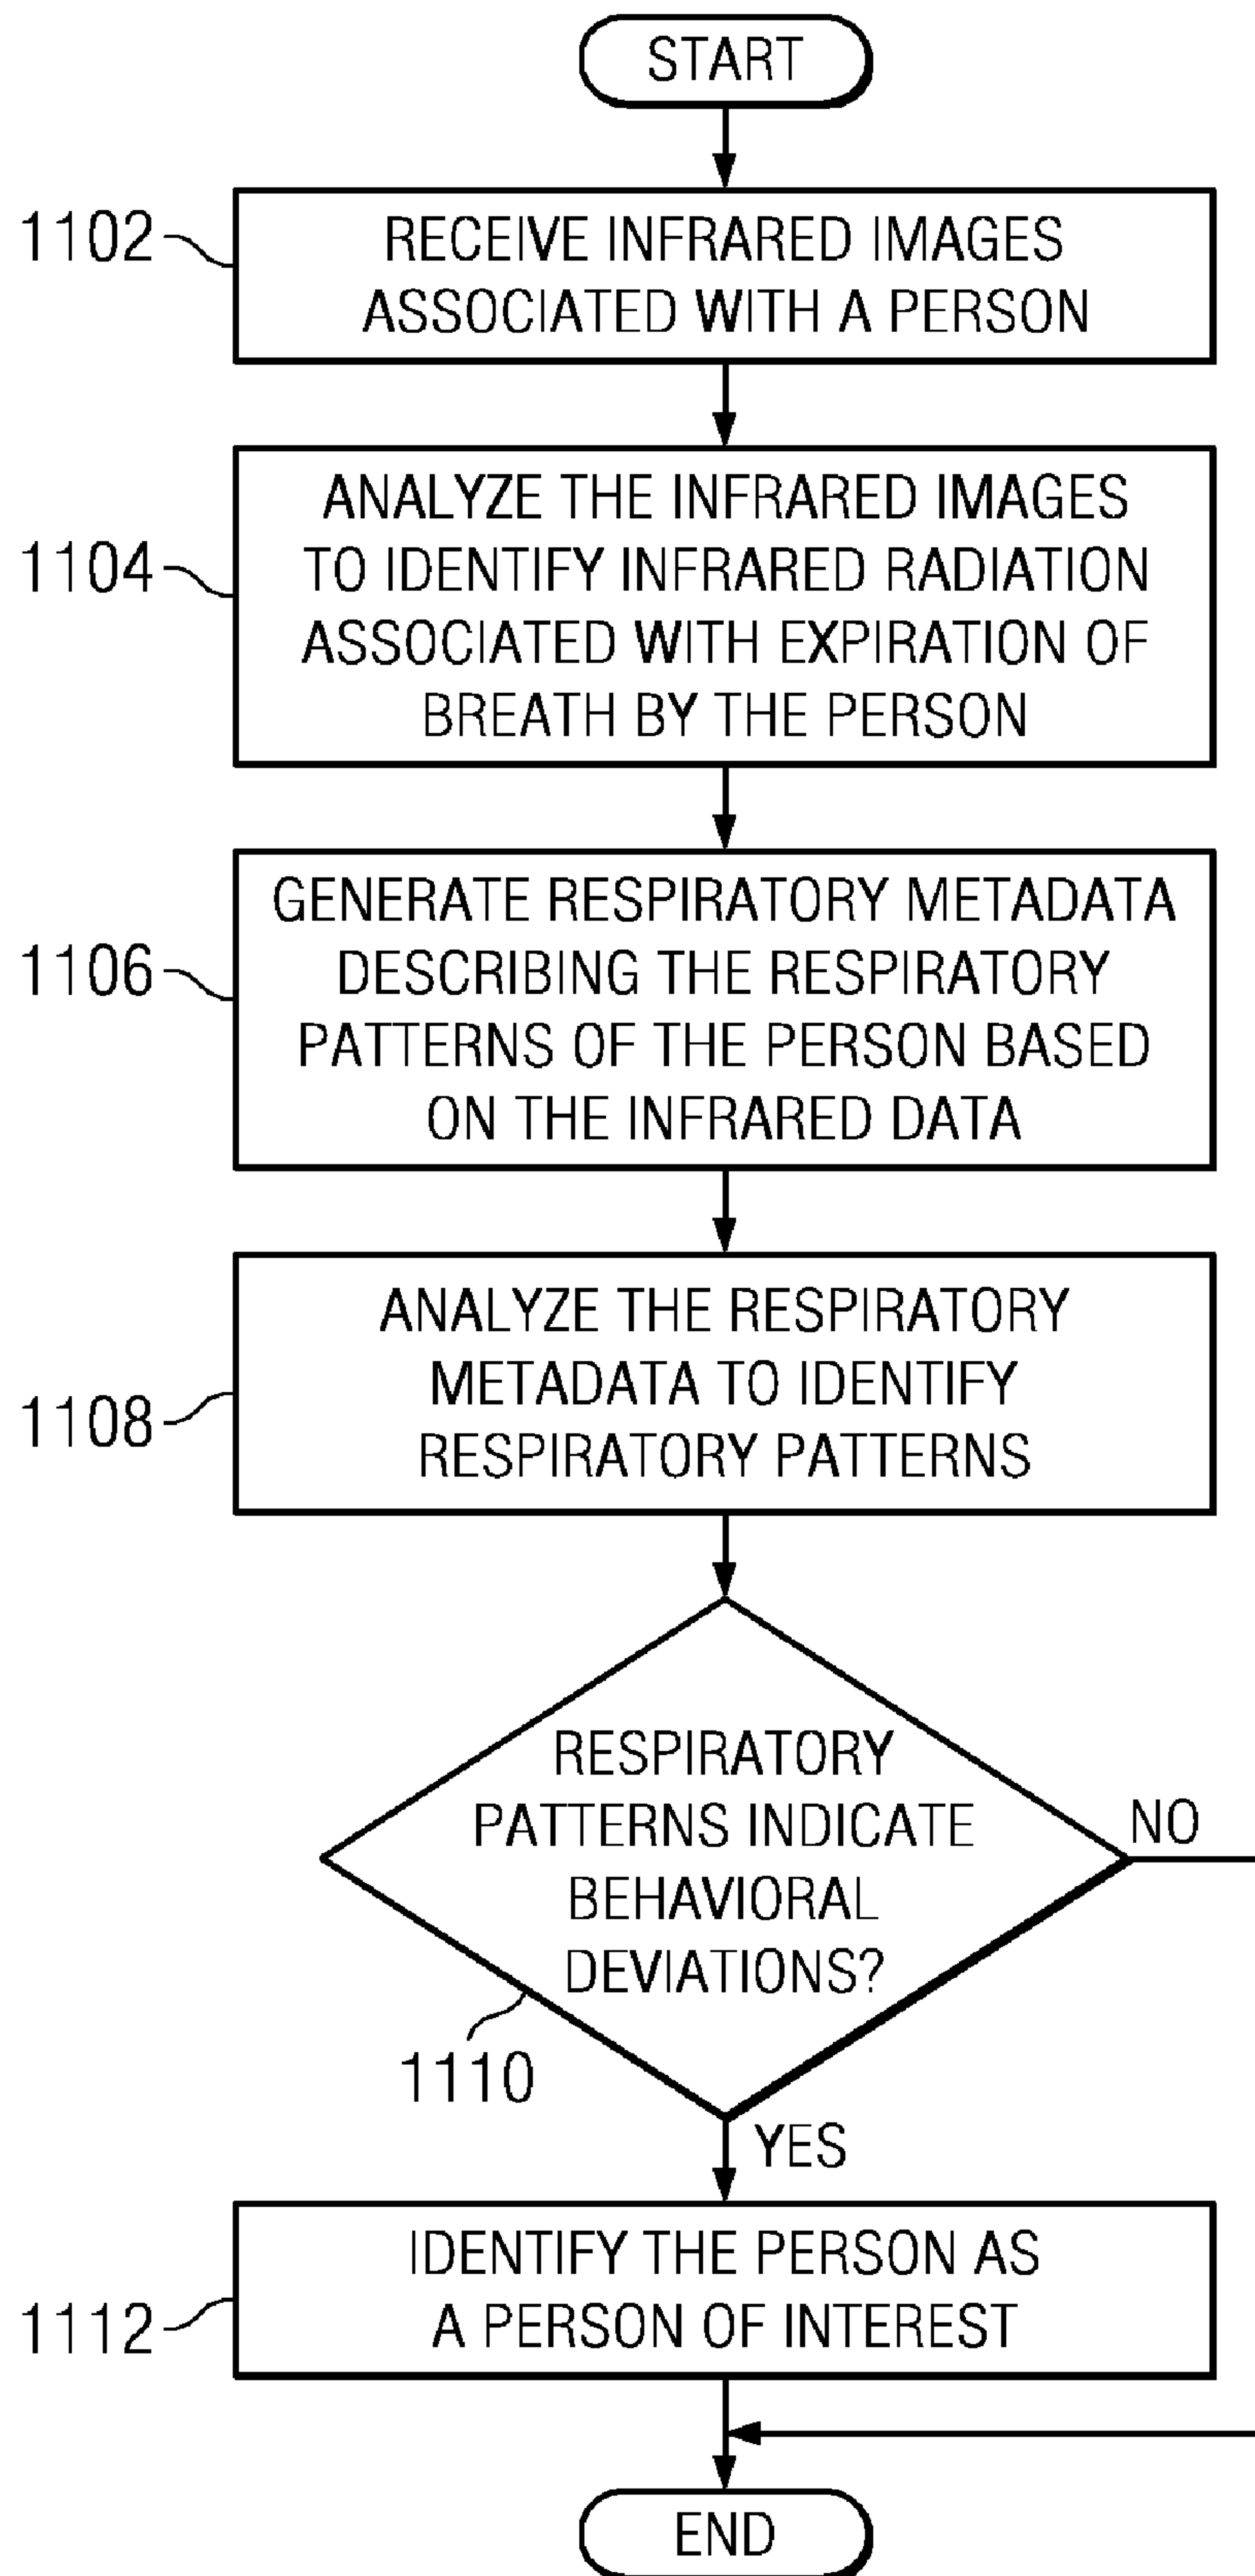 START
1102
RECEIVE INFRARED IMAGES
ASSOCIATED WITH A PERSON
1104
ANALYZE THE INFRARED IMAGES
TO IDENTIFY INFRARED RADIATION
ASSOCIATED WITH EXPIRATION OF
BREATH BY THE PERSON
1106
GENERATE RESPIRATORY METADATA
DESCRIBING THE RESPIRATORY
PATTERNS OF THE PERSON BASED
ON THE INFRARED DATA
1108
ANALYZE THE RESPIRATORY
METADATA TO IDENTIFY
RESPIRATORY PATTERNS
RESPIRATORY
PATTERNS INDICATE
BEHAVIORAL
DEVIATIONS?
NO
1110
YES
1112
IDENTIFY THE PERSON AS
A PERSON OF INTEREST
END